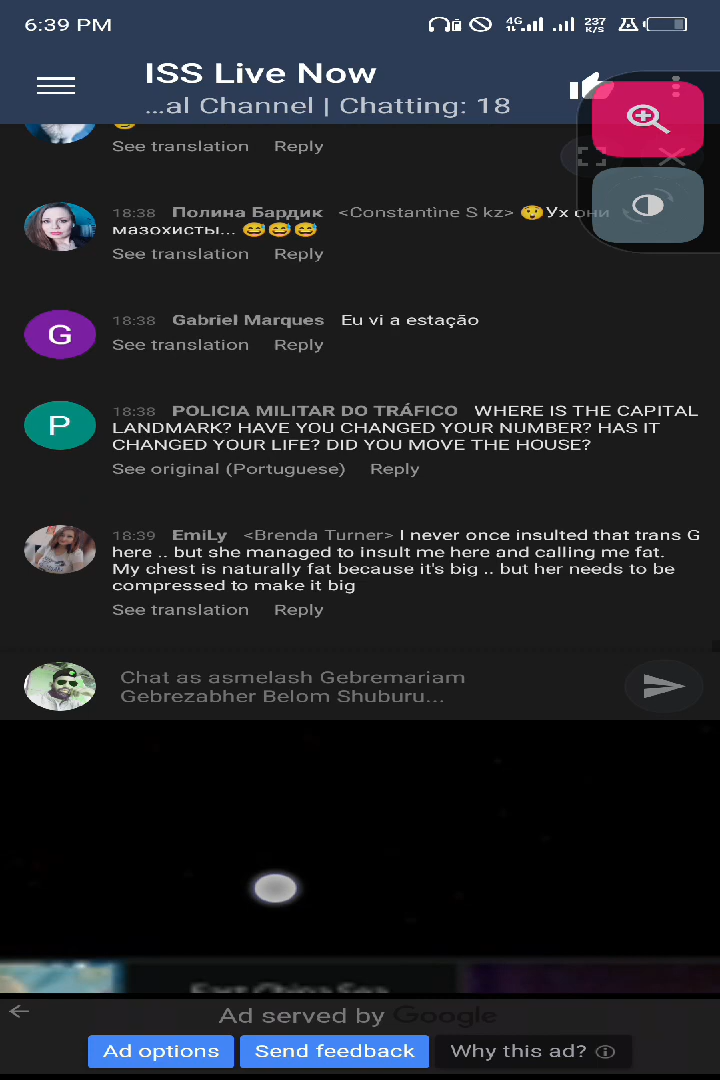 6:39 PM
4G
237
K/S
ISS Live Now
...al Channel | Chatting: 18
See translation Reply
18:38 Полина Бардик <Constantìne S kz> 😲Ух они
мазохисты... 😅😅😅
See translation Reply
G
18:38 Gabriel Marques Eu vi a estação
See translation Reply
P
18:38 POLICIA MILITAR DO TRÁFICO WHERE IS THE CAPITAL
LANDMARK? HAVE YOU CHANGED YOUR NUMBER? HAS IT
CHANGED YOUR LIFE? DID YOU MOVE THE HOUSE?
See original (Portuguese) Reply
18:39 EmiLy <Brenda Turner> I never once insulted that trans G
here .. but she managed to insult me here and calling me fat.
My chest is naturally fat because it's big .. but her needs to be
compressed to make it big
See translation Reply
Chat as asmelash Gebremariam
Gebrezabher Belom Shuburu...
East China Sea
Ad served by Google
Ad options Send feedback Why this ad?